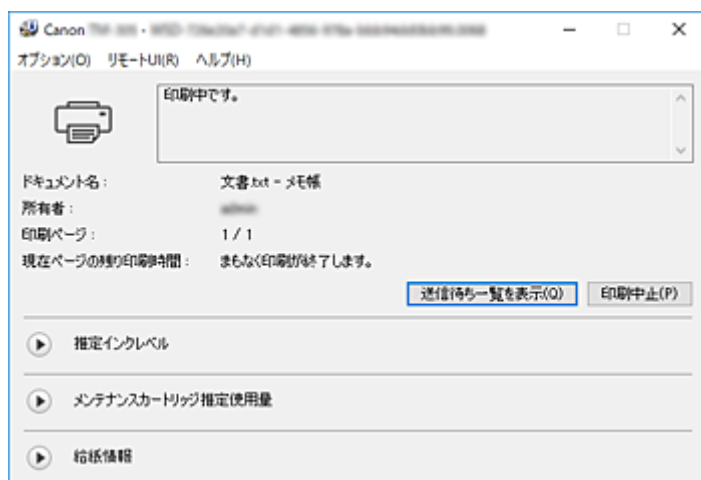 Canon
オプション(O) リモートUI(R) ヘルプ(H)
印刷中です。
ドキュメント名： 文書.txt - メモ帳
所有者：
印刷ページ： 1 / 1
現在ページの残り印刷時間： まもなく印刷が終了します。
送信待ち一覧を表示(Q) 印刷中止(P)
推定インクレベル
メンテナンスカートリッジ推定使用量
給紙情報